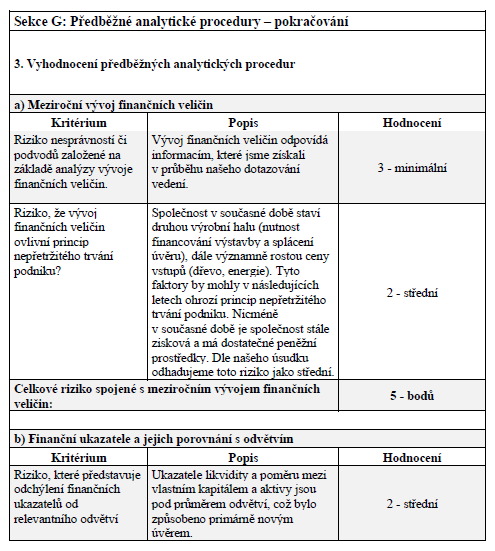 Sekce G: Předběžné analytické procedury – pokračování
3. Vyhodnocení předběžných analytických procedur
a) Meziroční vývoj finančních veličin
Kritérium Popis Hodnocení
Riziko nesprávností či
podvodů založené na
základě analýzy vývoje
finančních veličin.
Vývoj finančních veličin odpovídá
informacím, které jsme získali
v průběhu našeho dotazování
vedení.
3 - minimální
Riziko, že vývoj
finančních veličin
ovlivní princip
nepřetržitého trvání
podniku?
Společnost v současné době staví
druhou výrobní halu (nutnost
financování výstavby a splácení
úvěru), dále významně rostou ceny
vstupů (dřevo, energie). Tyto
faktory by mohly v následujících
letech ohrozí princip nepřetržitého
trvání podniku. Nicméně
v současné době je společnost stále
zisková a má dostatečné peněžní
prostředky. Dle našeho úsudku
odhadujeme toto riziko jako střední.
2 - střední
Celkové riziko spojené s meziročním vývojem finančních
veličin:
5 - bodů
b) Finanční ukazatele a jejich porovnání s odvětvím
Kritérium Popis Hodnocení
Riziko, které představuje
odchýlení finančních
ukazatelů od
relevantního odvětví
Ukazatele likvidity a poměru mezi
vlastním kapitálem a aktivy jsou
pod průměrem odvětví, což bylo
způsobeno primárně novým
úvěrem.
2 - střední